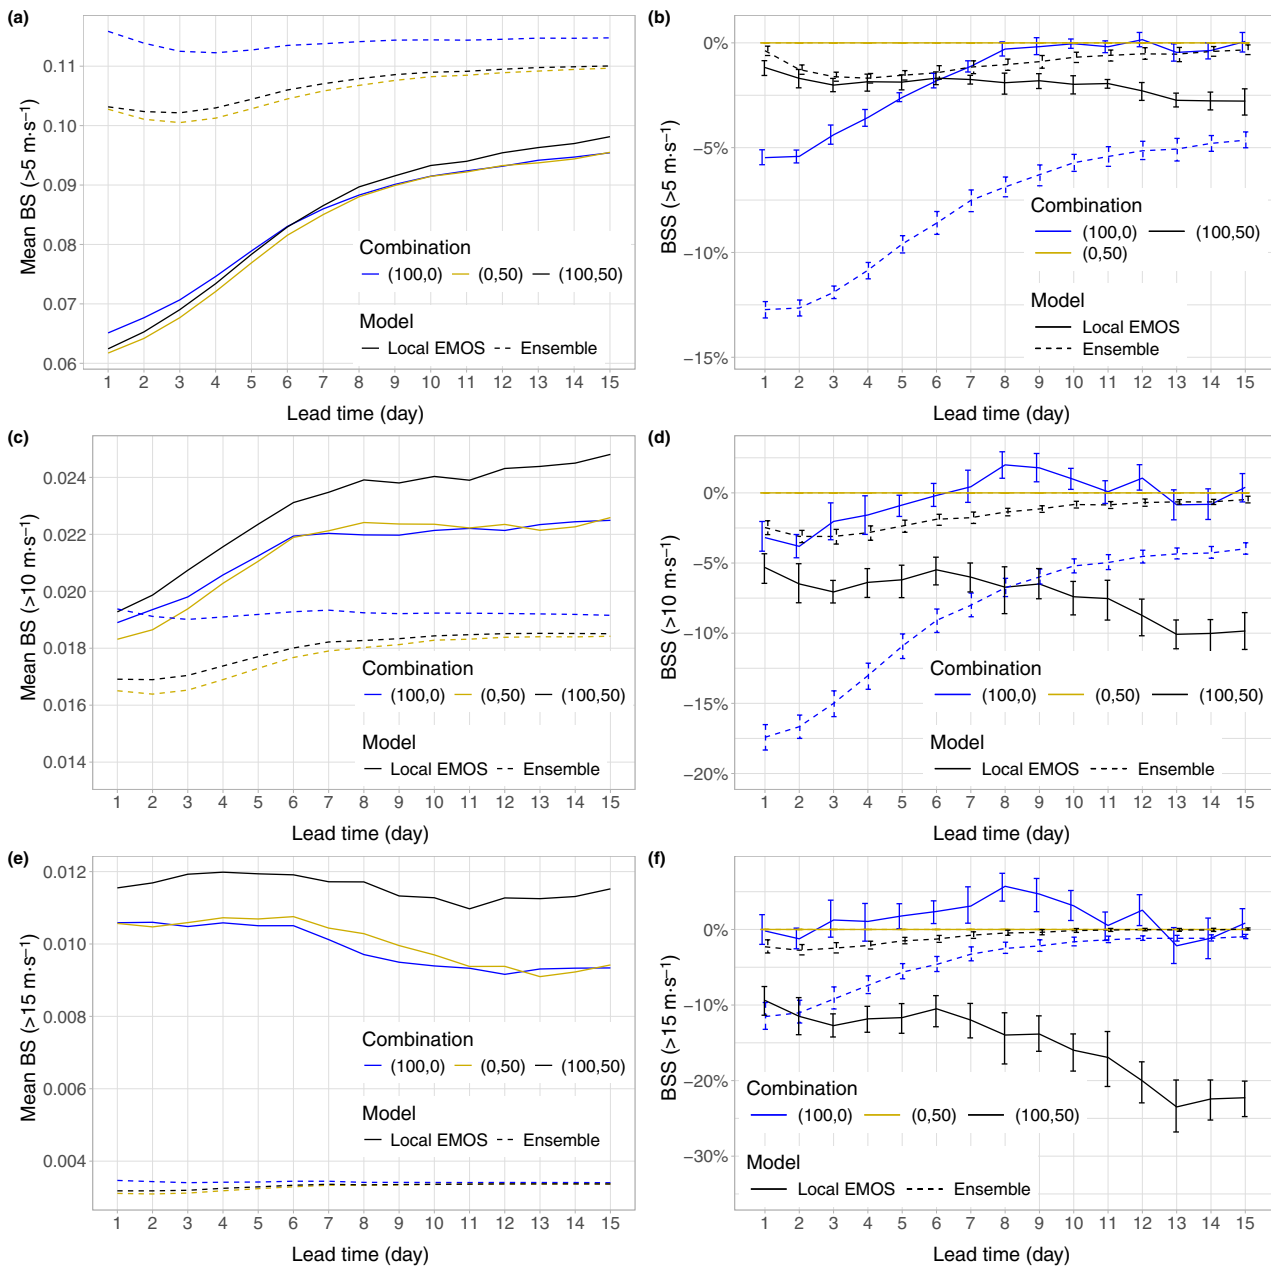 (a)
Mean BS (>5 m·s⁻¹)
0.11
0.10
0.09
0.08
0.07
0.06
Combination
(100,0) (0,50) (100,50)
Model
Local EMOS Ensemble
1 2 3 4 5 6 7 8 9 10 11 12 13 14 15
Lead time (day)
(b)
BSS (>5 m·s⁻¹)
0%
−5%
−10%
−15%
Combination
(100,0) (100,50)
(0,50)
Model
Local EMOS
Ensemble
1 2 3 4 5 6 7 8 9 10 11 12 13 14 15
Lead time (day)
(c)
Mean BS (>10 m·s⁻¹)
0.024
0.022
0.020
0.018
0.016
0.014
Combination
(100,0) (0,50) (100,50)
Model
Local EMOS Ensemble
1 2 3 4 5 6 7 8 9 10 11 12 13 14 15
Lead time (day)
(d)
BSS (>10 m·s⁻¹)
0%
−5%
−10%
−15%
−20%
Combination
(100,0) (0,50) (100,50)
Model
Local EMOS Ensemble
1 2 3 4 5 6 7 8 9 10 11 12 13 14 15
Lead time (day)
(e)
Mean BS (>15 m·s⁻¹)
0.012
0.010
0.008
0.006
0.004
Combination
(100,0) (0,50) (100,50)
Model
Local EMOS Ensemble
1 2 3 4 5 6 7 8 9 10 11 12 13 14 15
Lead time (day)
(f)
BSS (>15 m·s⁻¹)
0%
−10%
−20%
−30%
Combination
(100,0) (0,50) (100,50)
Model
Local EMOS Ensemble
1 2 3 4 5 6 7 8 9 10 11 12 13 14 15
Lead time (day)